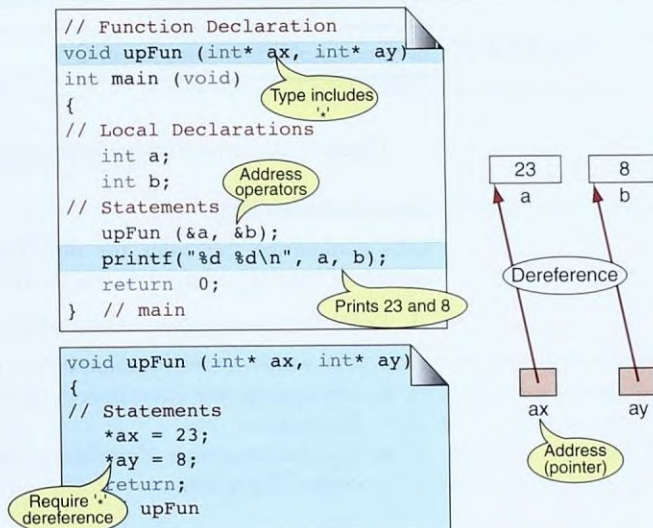 // Function Declaration
void upFun (int* ax, int* ay)
int main (void)
Type includes
'*'
{
// Local Declarations
int a;
int b;
Address
operators
// Statements
upFun (&a, &b);
printf("%d %d\n", a, b);
return 0;
Prints 23 and 8
} // main
23
8
a
b
Dereference
ax
ay
Address
(pointer)
void upFun (int* ax, int* ay)
{
// Statements
*ax = 23;
*ay = 8;
return;
Require '*'
dereference
upFun